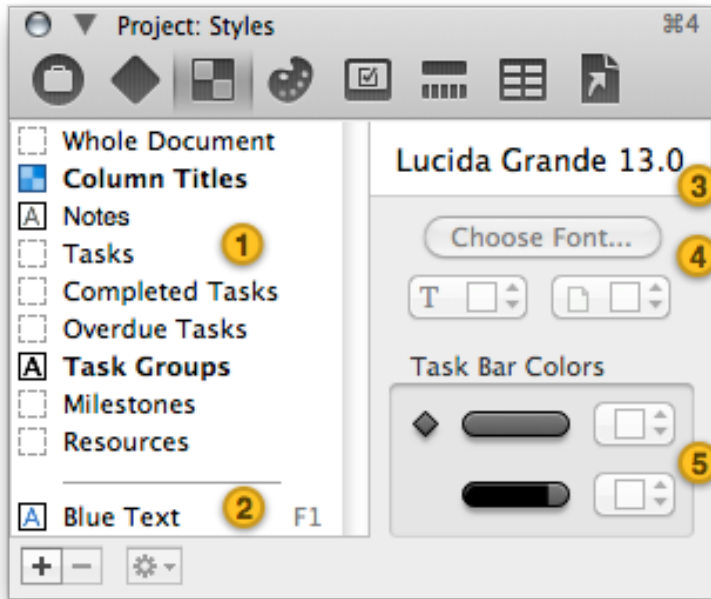 Project: Styles ⌘4
Whole Document
Column Titles
A Notes
1
Tasks
Completed Tasks
Overdue Tasks
A Task Groups
Milestones
Resources
A Blue Text 2 F1
Lucida Grande 13.0
3
Choose Font...
4
T
Task Bar Colors
5